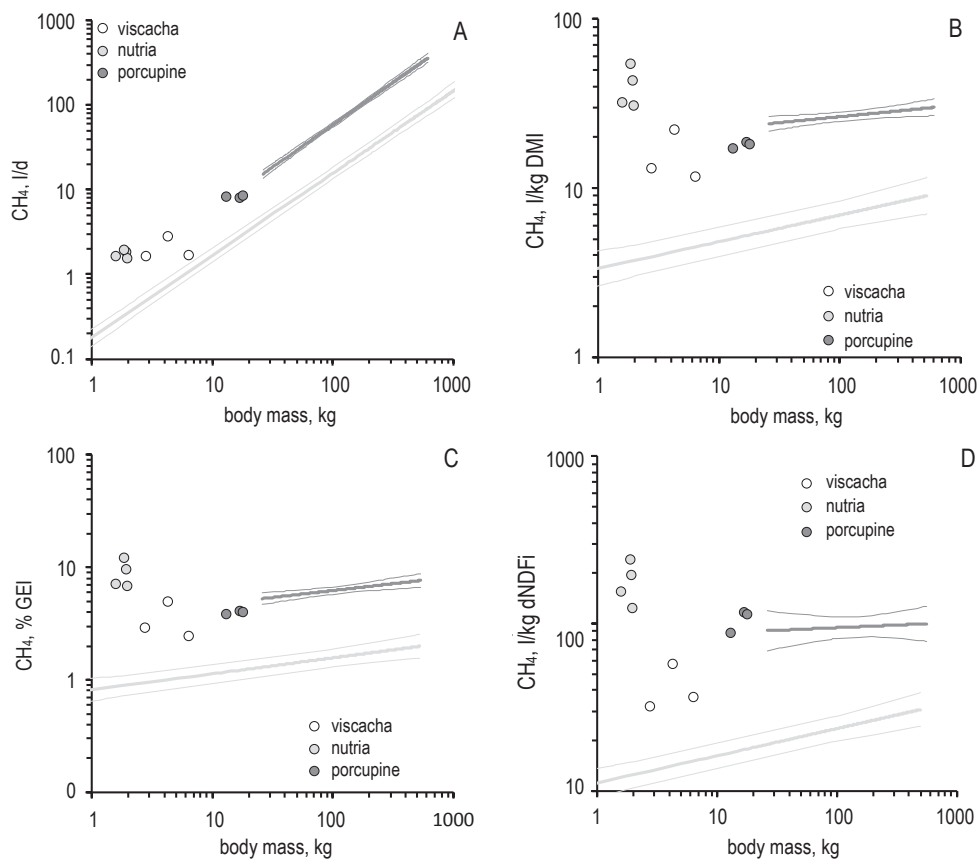 A
viscacha
nutria
porcupine
CH₄, l/d
1000
100
10
1
0.1
1 10 100 1000
body mass, kg
B
CH₄, l/kg DMI
100
10
1
viscacha
nutria
porcupine
1 10 100 1000
body mass, kg
C
CH₄, % GEI
100
10
1
0
viscacha
nutria
porcupine
1 10 100 1000
body mass, kg
D
CH₄, l/kg dNDFi
1000
100
10
viscacha
nutria
porcupine
1 10 100 1000
body mass, kg